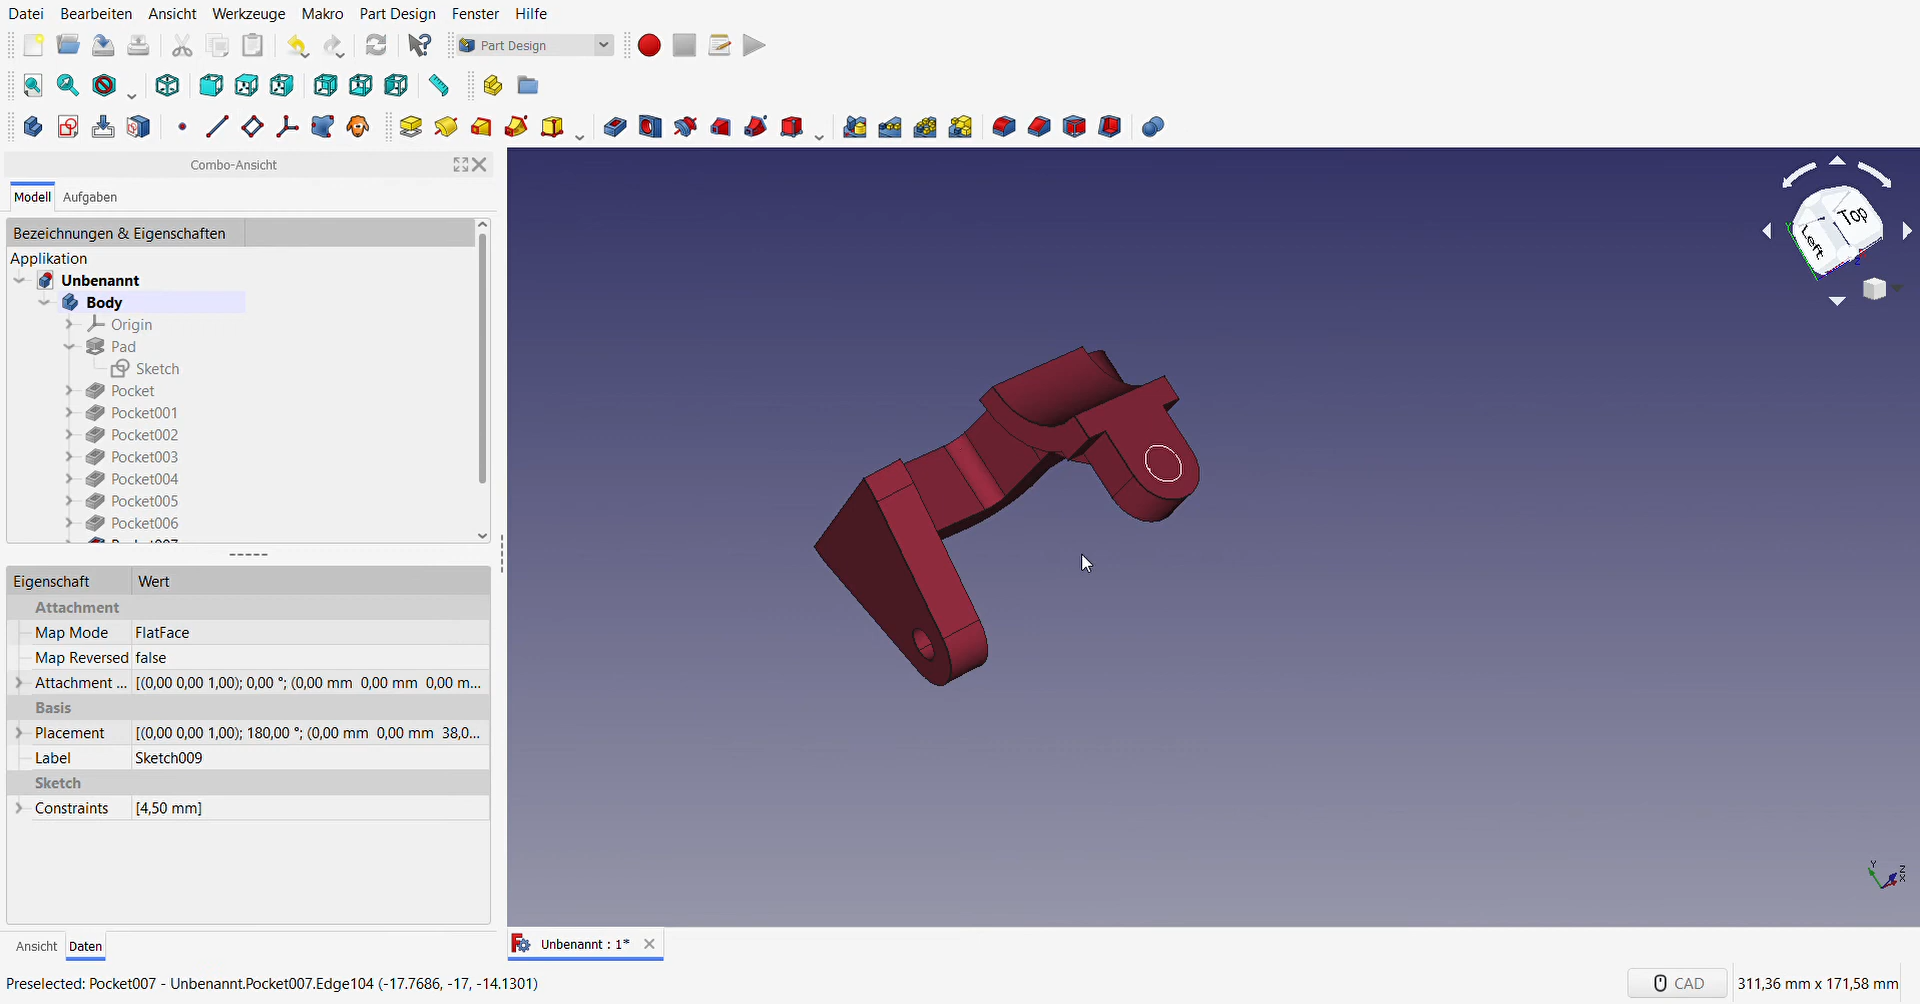 Datei Bearbeiten Ansicht Werkzeuge Makro Part Design Fenster Hilfe
Part Design
Combo-Ansicht
Modell Aufgaben
Bezeichnungen & Eigenschaften
Applikation
Unbenannt
Body
Origin
Pad
Sketch
Pocket
Pocket001
Pocket002
Pocket003
Pocket004
Pocket005
Pocket006
Pocket007
Eigenschaft Wert
Attachment
Map Mode FlatFace
Map Reversed false
Attachment ... [(0,00 0,00 1,00); 0,00 °; (0,00 mm 0,00 mm 0,00 m...
Basis
Placement [(0,00 0,00 1,00); 180,00 °; (0,00 mm 0,00 mm 38,0...
Label Sketch009
Sketch
Constraints [4,50 mm]
Ansicht Daten
Top
Left
Y
Z
X
Unbenannt : 1*
Preselected: Pocket007 - Unbenannt.Pocket007.Edge104 (-17.7686, -17, -14.1301)
CAD
311,36 mm x 171,58 mm